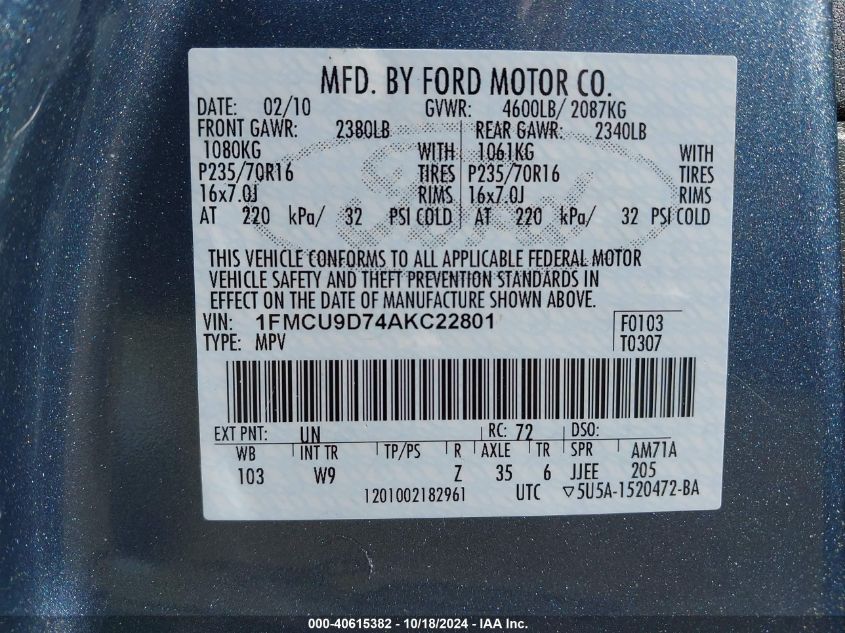 MFD. BY FORD MOTOR CO.
DATE: 02/10 GVWR: 4600LB/ 2087KG
FRONT GAWR: 2380LB REAR GAWR: 2340LB
1080KG WITH 1061KG WITH
P235/70R16 TIRES P235/70R16 TIRES
16x7.0J RIMS 16x7.0J RIMS
AT 220 kPa/ 32 PSI COLD AT 220 kPa/ 32 PSI COLD
THIS VEHICLE CONFORMS TO ALL APPLICABLE FEDERAL MOTOR
VEHICLE SAFETY AND THEFT PREVENTION STANDARDS IN
EFFECT ON THE DATE OF MANUFACTURE SHOWN ABOVE.
VIN: 1FMCU9D74AKC22801 F0103
TYPE: MPV T0307
EXT PNT: UN RC: 72 DSO:
WB INT TR TP/PS R AXLE TR SPR AM71A
103 W9 Z 35 6 JJEE 205
1201002182961 UTC ▽5U5A-1520472-BA
000-40615382 - 10/18/2024 - IAA Inc.